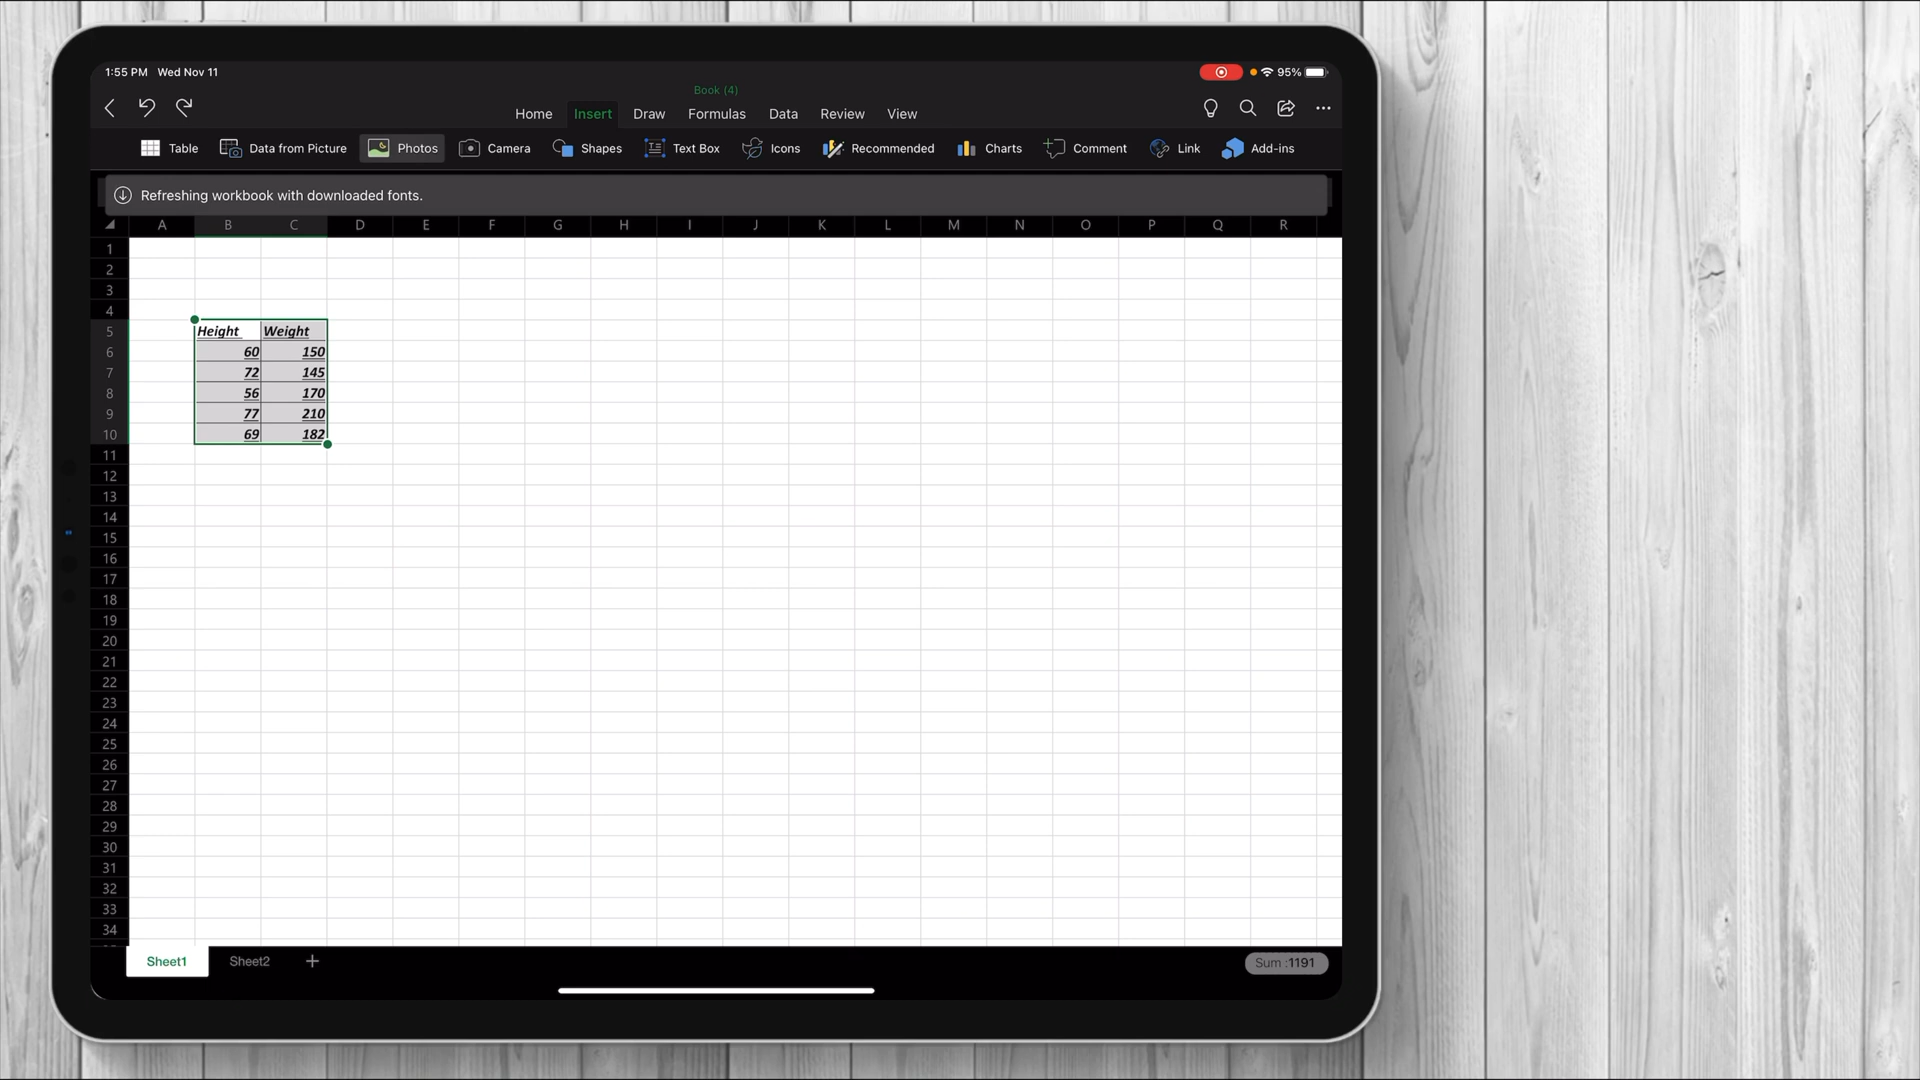 1:55 PM Wed Nov 11
95%
Book (4)
Home Insert Draw Formulas Data Review View
Table Data from Picture Photos Camera Shapes Text Box Icons Recommended Charts Comment Link Add-ins
Refreshing workbook with downloaded fonts.
A B C D E F G H I J K L M N O P Q R
1
2
3
4
5 Height Weight
6 60 150
7 72 145
8 56 170
9 77 210
10 69 182
11
12
13
14
15
16
17
18
19
20
21
22
23
24
25
26
27
28
29
30
31
32
33
34
Sheet1 Sheet2 + Sum :1191